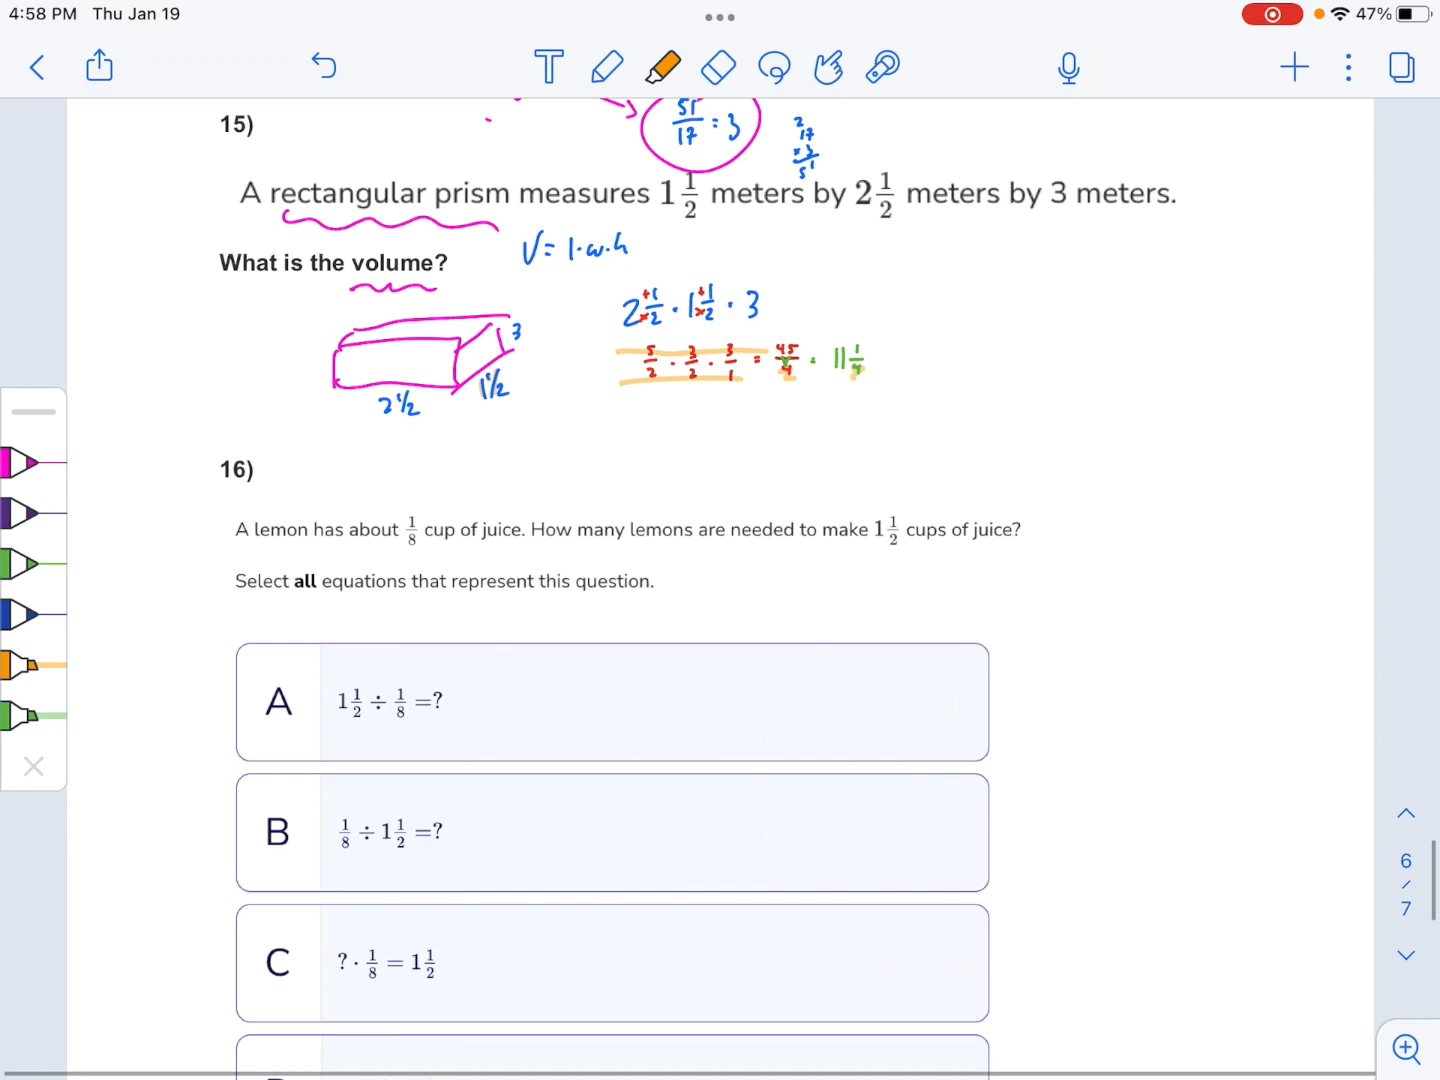 4:58 PM Thu Jan 19
47%
15)
51/17 = 3
2
17
× 3
51
A rectangular prism measures 1 1/2 meters by 2 1/2 meters by 3 meters.
V = l·w·h
What is the volume?
2 +1/×2 · 1 +1/×2 · 3
5/2 · 3/2 · 3/1 = 45/4 · 11 1/4
3
1 1/2
2 1/2
16)
A lemon has about 1/8 cup of juice. How many lemons are needed to make 1 1/2 cups of juice?
Select all equations that represent this question.
A 1 1/2 ÷ 1/8 =?
B 1/8 ÷ 1 1/2 =?
C ? · 1/8 = 1 1/2
6
/
7